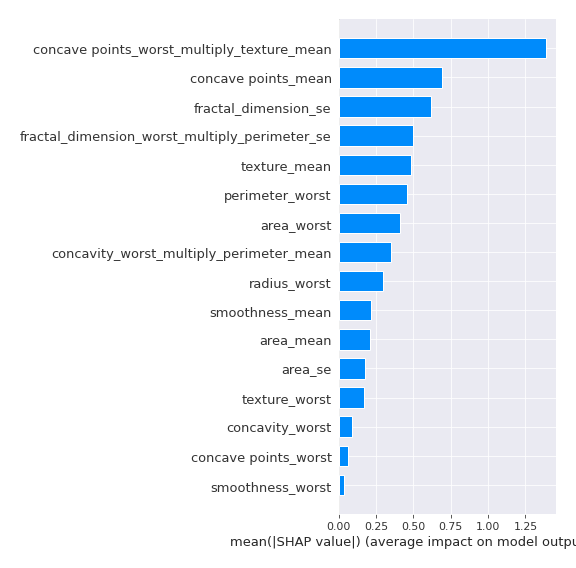 concave points_worst_multiply_texture_mean
concave points_mean
fractal_dimension_se
fractal_dimension_worst_multiply_perimeter_se
texture_mean
perimeter_worst
area_worst
concavity_worst_multiply_perimeter_mean
radius_worst
smoothness_mean
area_mean
area_se
texture_worst
concavity_worst
concave points_worst
smoothness_worst
0.00 0.25 0.50 0.75 1.00 1.25
mean(|SHAP value|) (average impact on model outpu